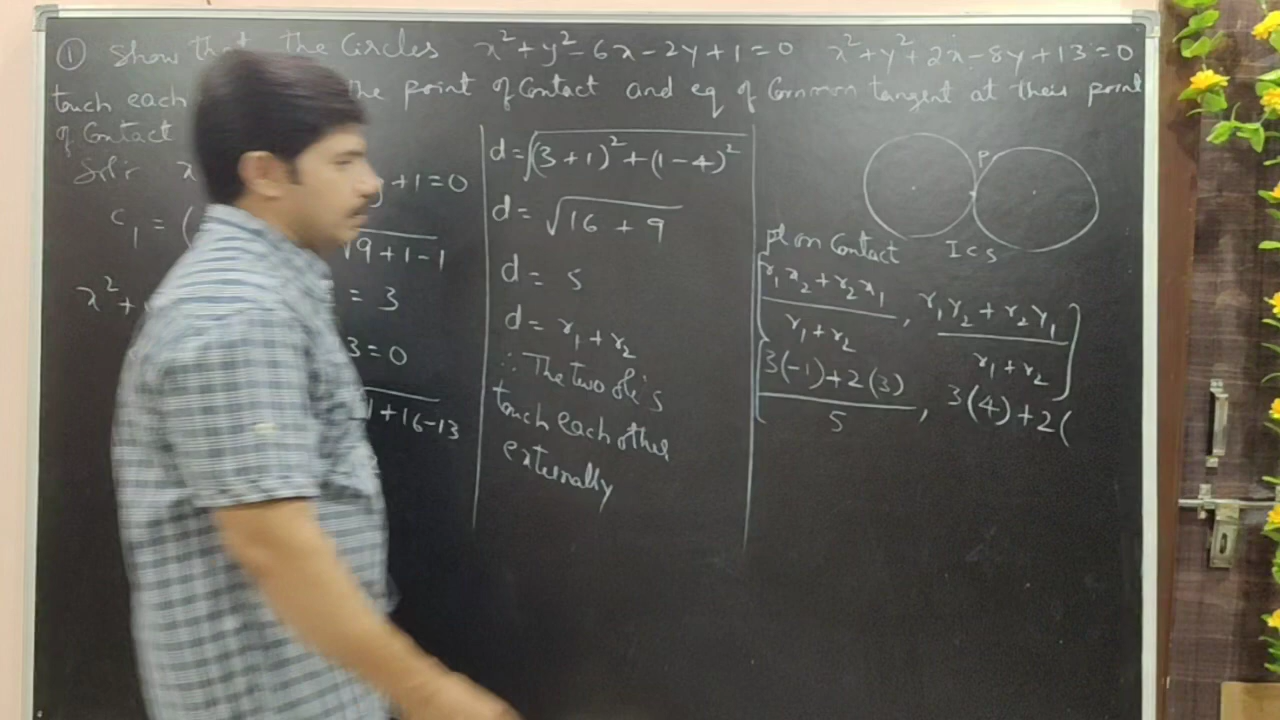 ① Show that the Circles x²+y²-6x-2y+1=0 x²+y²+2x-8y+13=0
touch each the point of Contact and eq of Common tangent at their point
of Contact
Sol:- x y+1=0
C₁ = ( √9+1-1
x²+ = 3
3=0
1+16-13
d=√(3+1)²+(1-4)²
d= √16+9
d= 5
d= r₁+r₂
∴ The two ole's
touch each other
externally
P
I C S
pt on Contact
[r₁x₂+r₂x₁/r₁+r₂, r₁y₂+r₂y₁/r₁+r₂]
[3(-1)+2(3)/5, 3(4)+2(